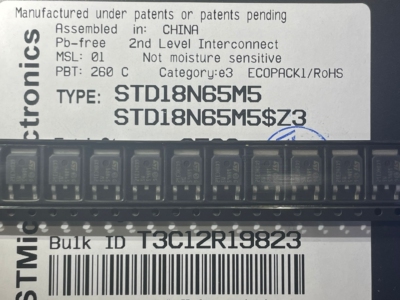 Manufactured under patents or patents pending
Assembled in: CHINA
Pb-free 2nd Level Interconnect
MSL: 01 Not moisture sensitive
PBT: 260 C Category:e3 ECOPACK1/RoHS
TYPE: STD18N65M5
STD18N65M5$Z3
Bulk ID T3C12R19823
STMic
ectronics